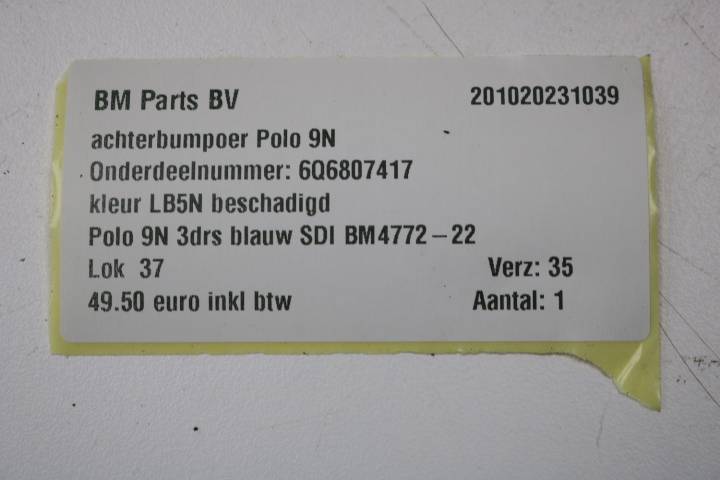 BM Parts BV 201020231039
achterbumpoer Polo 9N
Onderdeelnummer: 6Q6807417
kleur LB5N beschadigd
Polo 9N 3drs blauw SDI BM4772-22
Lok 37 Verz: 35
49.50 euro inkl btw Aantal: 1